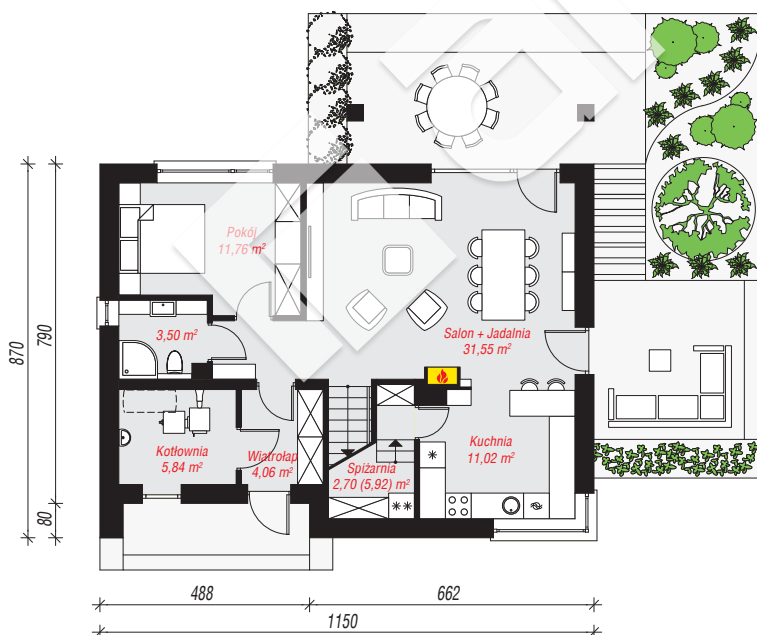 Pokój
11,76 m²
3,50 m²
Salon + Jadalnia
31,55 m²
Kotłownia
5,84 m²
Wiatrołap
4,06 m²
Kuchnia
11,02 m²
Spiżarnia
2,70 (5,92) m²
870
790
80
488
662
1150